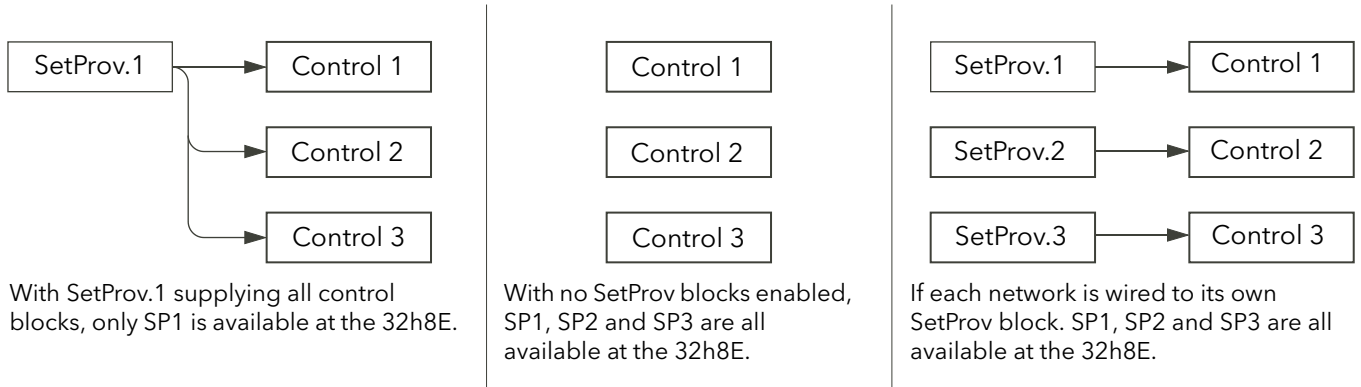 SetProv.1
Control 1
Control 2
Control 3
With SetProv.1 supplying all control
blocks, only SP1 is available at the 32h8E.
Control 1
Control 2
Control 3
With no SetProv blocks enabled,
SP1, SP2 and SP3 are all
available at the 32h8E.
SetProv.1
Control 1
SetProv.2
Control 2
SetProv.3
Control 3
If each network is wired to its own
SetProv block. SP1, SP2 and SP3 are all
available at the 32h8E.